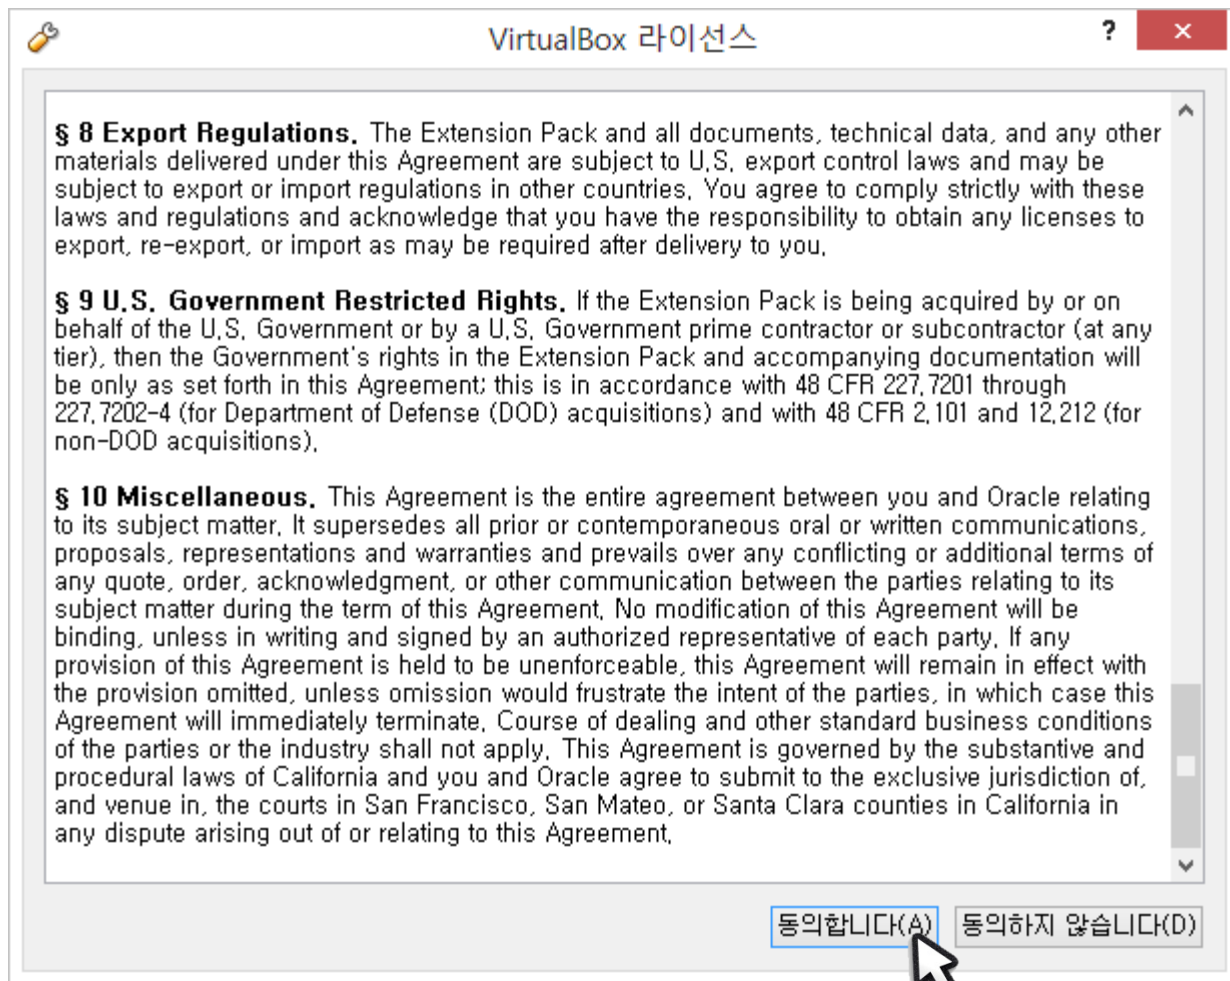 VirtualBox 라이선스
?
§ 8 Export Regulations. The Extension Pack and all documents, technical data, and any other
materials delivered under this Agreement are subject to U.S. export control laws and may be
subject to export or import regulations in other countries. You agree to comply strictly with these
laws and regulations and acknowledge that you have the responsibility to obtain any licenses to
export, re-export, or import as may be required after delivery to you.
§ 9 U.S. Government Restricted Rights. If the Extension Pack is being acquired by or on
behalf of the U.S. Government or by a U.S. Government prime contractor or subcontractor (at any
tier), then the Government's rights in the Extension Pack and accompanying documentation will
be only as set forth in this Agreement; this is in accordance with 48 CFR 227.7201 through
227.7202-4 (for Department of Defense (DOD) acquisitions) and with 48 CFR 2.101 and 12.212 (for
non-DOD acquisitions).
§ 10 Miscellaneous. This Agreement is the entire agreement between you and Oracle relating
to its subject matter. It supersedes all prior or contemporaneous oral or written communications,
proposals, representations and warranties and prevails over any conflicting or additional terms of
any quote, order, acknowledgment, or other communication between the parties relating to its
subject matter during the term of this Agreement. No modification of this Agreement will be
binding, unless in writing and signed by an authorized representative of each party. If any
provision of this Agreement is held to be unenforceable, this Agreement will remain in effect with
the provision omitted, unless omission would frustrate the intent of the parties, in which case this
Agreement will immediately terminate. Course of dealing and other standard business conditions
of the parties or the industry shall not apply. This Agreement is governed by the substantive and
procedural laws of California and you and Oracle agree to submit to the exclusive jurisdiction of,
and venue in, the courts in San Francisco, San Mateo, or Santa Clara counties in California in
any dispute arising out of or relating to this Agreement.
동의합니다(A) 동의하지 않습니다(D)